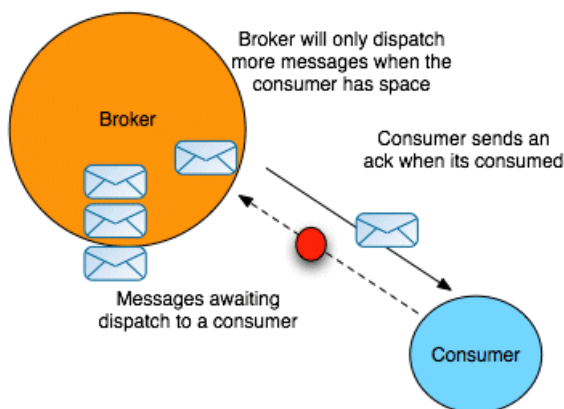 Broker will only dispatch
more messages when the
consumer has space
Broker
Consumer sends an
ack when its consumed
Messages awaiting
dispatch to a consumer
Consumer